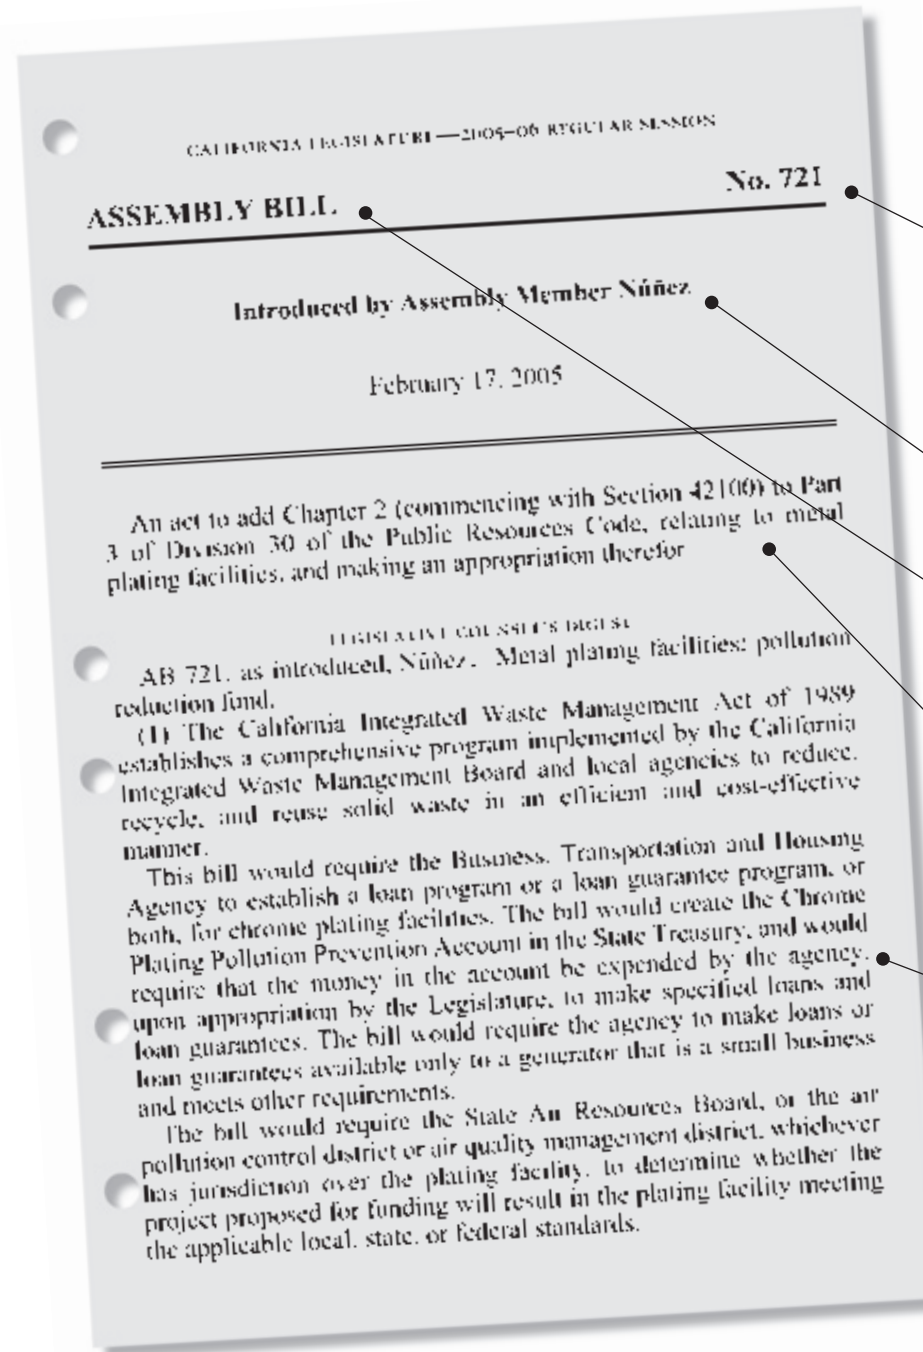 CALIFORNIA LEGISLATURE—2005–06 REGULAR SESSION
ASSEMBLY BILL No. 721
Introduced by Assembly Member Núñez
February 17, 2005
An act to add Chapter 2 (commencing with Section 42100) to Part
3 of Division 30 of the Public Resources Code, relating to metal
plating facilities, and making an appropriation therefor
LEGISLATIVE COUNSEL'S DIGEST
AB 721, as introduced, Núñez. Metal plating facilities: pollution
reduction fund.
(1) The California Integrated Waste Management Act of 1989
establishes a comprehensive program implemented by the California
Integrated Waste Management Board and local agencies to reduce,
recycle, and reuse solid waste in an efficient and cost-effective
manner.
This bill would require the Business, Transportation and Housing
Agency to establish a loan program or a loan guarantee program, or
both, for chrome plating facilities. The bill would create the Chrome
Plating Pollution Prevention Account in the State Treasury, and would
require that the money in the account be expended by the agency,
upon appropriation by the Legislature, to make specified loans and
loan guarantees. The bill would require the agency to make loans or
loan guarantees available only to a generator that is a small business
and meets other requirements.
The bill would require the State Air Resources Board, or the air
pollution control district or air quality management district, whichever
has jurisdiction over the plating facility, to determine whether the
project proposed for funding will result in the plating facility meeting
the applicable local, state, or federal standards.